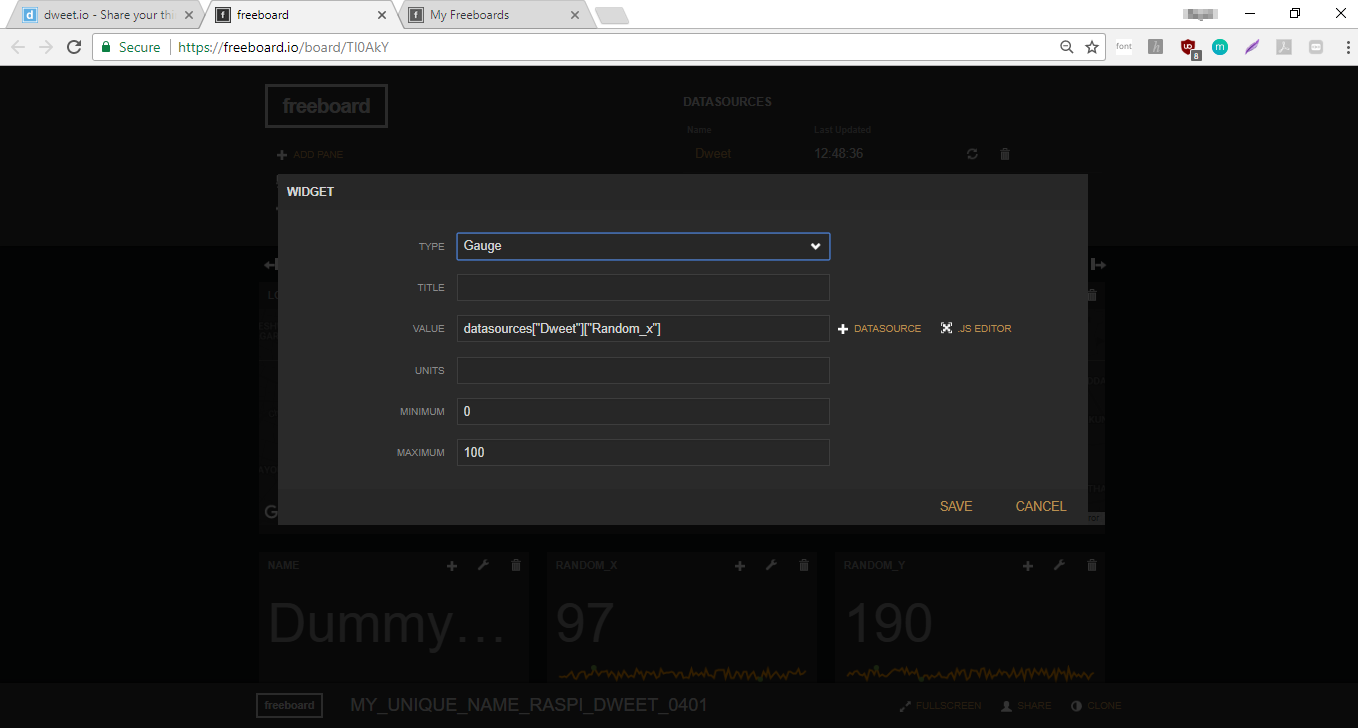 dweet.io - Share your thi
freeboard
My Freeboards
Secure
https://freeboard.io/board/TI0AkY
font
h
8
m
freeboard
DATASOURCES
Name
Last Updated
ADD PANE
Dweet
12:48:36
WIDGET
TYPE
Gauge
TITLE
VALUE
datasources["Dweet"]["Random_x"]
DATASOURCE
.JS EDITOR
UNITS
MINIMUM
0
MAXIMUM
100
SAVE
CANCEL
NAME
RANDOM_X
RANDOM_Y
Dummy...
97
190
freeboard
MY_UNIQUE_NAME_RASPI_DWEET_0401
FULLSCREEN
SHARE
CLONE